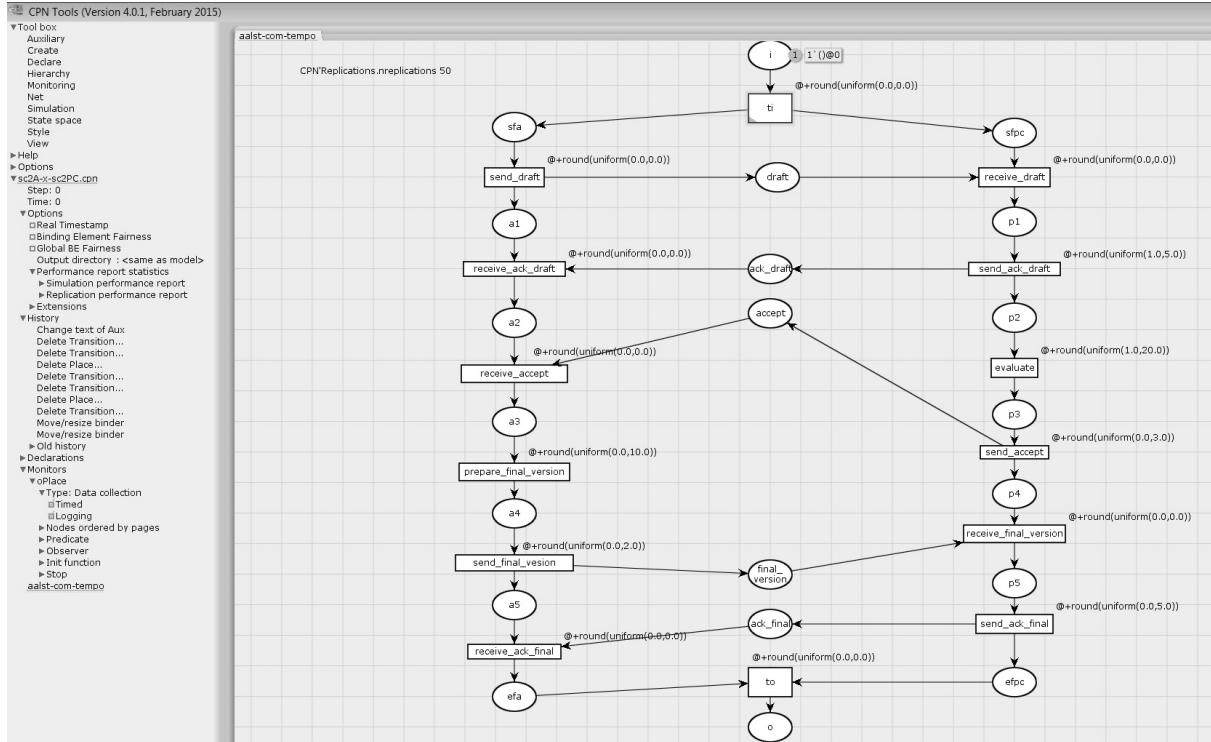 CPN Tools (Version 4.0.1, February 2015)
Tool box
Auxiliary
Create
Declare
Hierarchy
Monitoring
Net
Simulation
State space
Style
View
Help
Options
sc2A-x-sc2PC.cpn
Step: 0
Time: 0
Options
Real Timestamp
Binding Element Fairness
Global BE Fairness
Output directory : <same as model>
Performance report statistics
Simulation performance report
Replication performance report
Extensions
History
Change text of Aux
Delete Transition...
Delete Transition...
Delete Place...
Delete Transition...
Delete Transition...
Delete Place...
Delete Transition...
Move/resize binder
Move/resize binder
Old history
Declarations
Monitors
oPlace
Type: Data collection
Timed
Logging
Nodes ordered by pages
Predicate
Observer
Init function
Stop
aalst-com-tempo
aalst-com-tempo
CPN'Replications.nreplications 50
i 1 1`()@0
@+round(uniform(0.0,0.0))
ti
sfa
sfpc
@+round(uniform(0.0,0.0))
@+round(uniform(0.0,0.0))
send_draft
draft
receive_draft
a1
p1
@+round(uniform(0.0,0.0))
@+round(uniform(1.0,5.0))
receive_ack_draft
ack_draft
send_ack_draft
a2
accept
p2
@+round(uniform(0.0,0.0))
@+round(uniform(1.0,20.0))
receive_accept
evaluate
a3
p3
@+round(uniform(0.0,10.0))
@+round(uniform(0.0,3.0))
prepare_final_version
send_accept
a4
p4
@+round(uniform(0.0,2.0))
@+round(uniform(0.0,0.0))
send_final_vesion
final_
version
receive_final_version
a5
p5
@+round(uniform(0.0,0.0))
@+round(uniform(0.0,5.0))
receive_ack_final
ack_final
send_ack_final
@+round(uniform(0.0,0.0))
efa
to
efpc
o